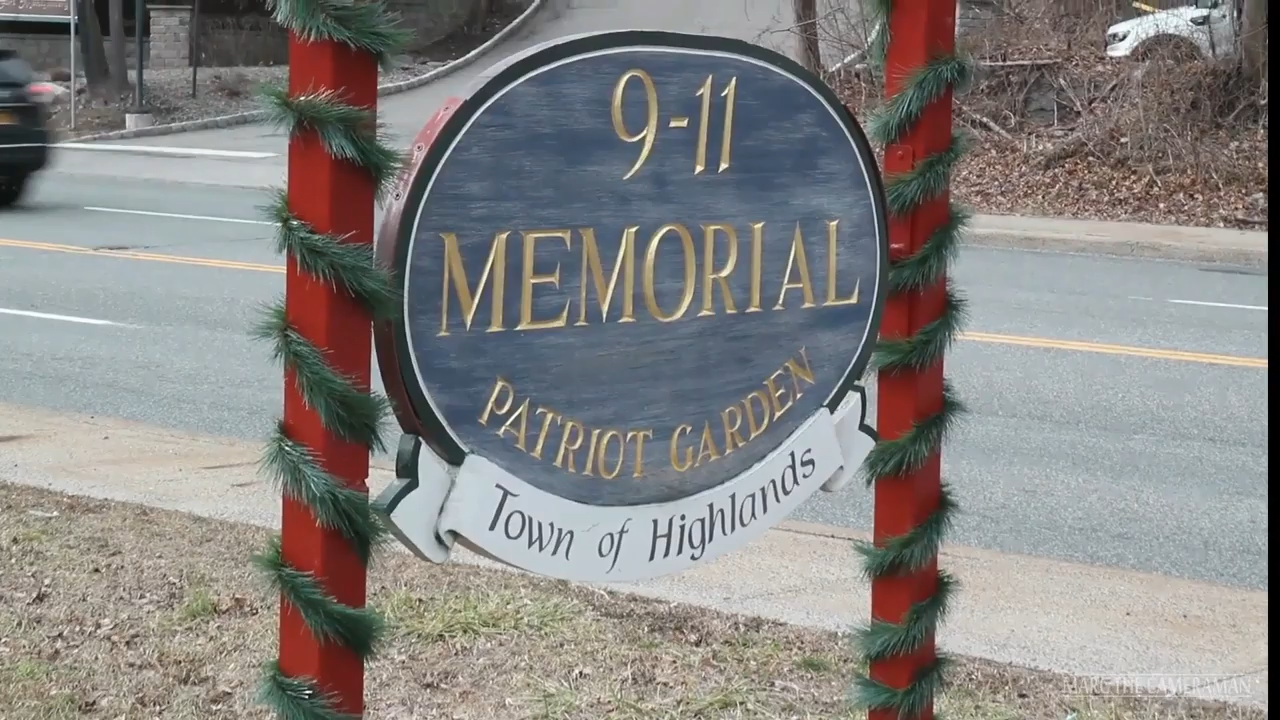 9-11
MEMORIAL
PATRIOT GARDEN
Town of Highlands
MARC THE CAMERAMAN